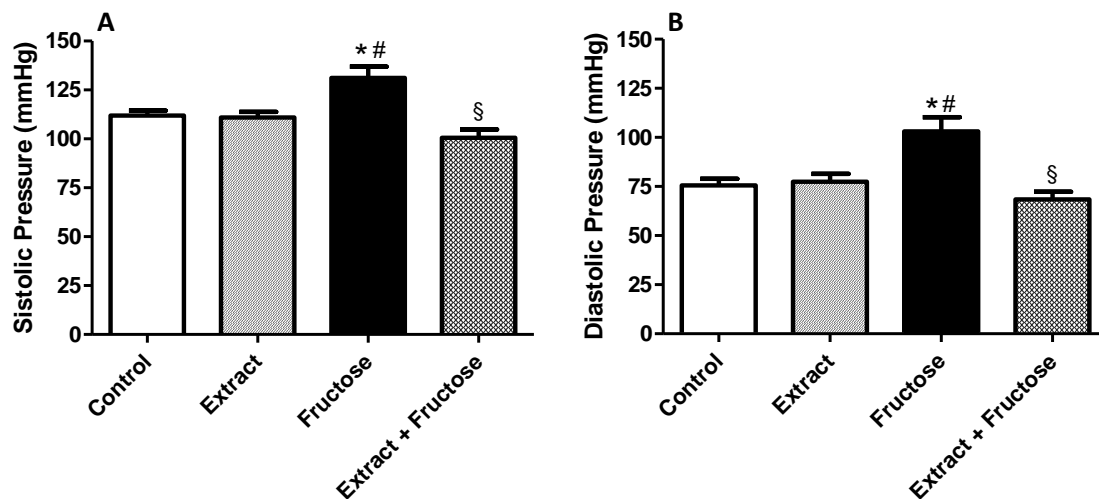 A
Sistolic Pressure (mmHg)
150
125
100
75
50
25
0
* #
§
Control
Extract
Fructose
Extract + Fructose
B
Diastolic Pressure (mmHg)
150
125
100
75
50
25
0
*#
§
Control
Extract
Fructose
Extract + Fructose